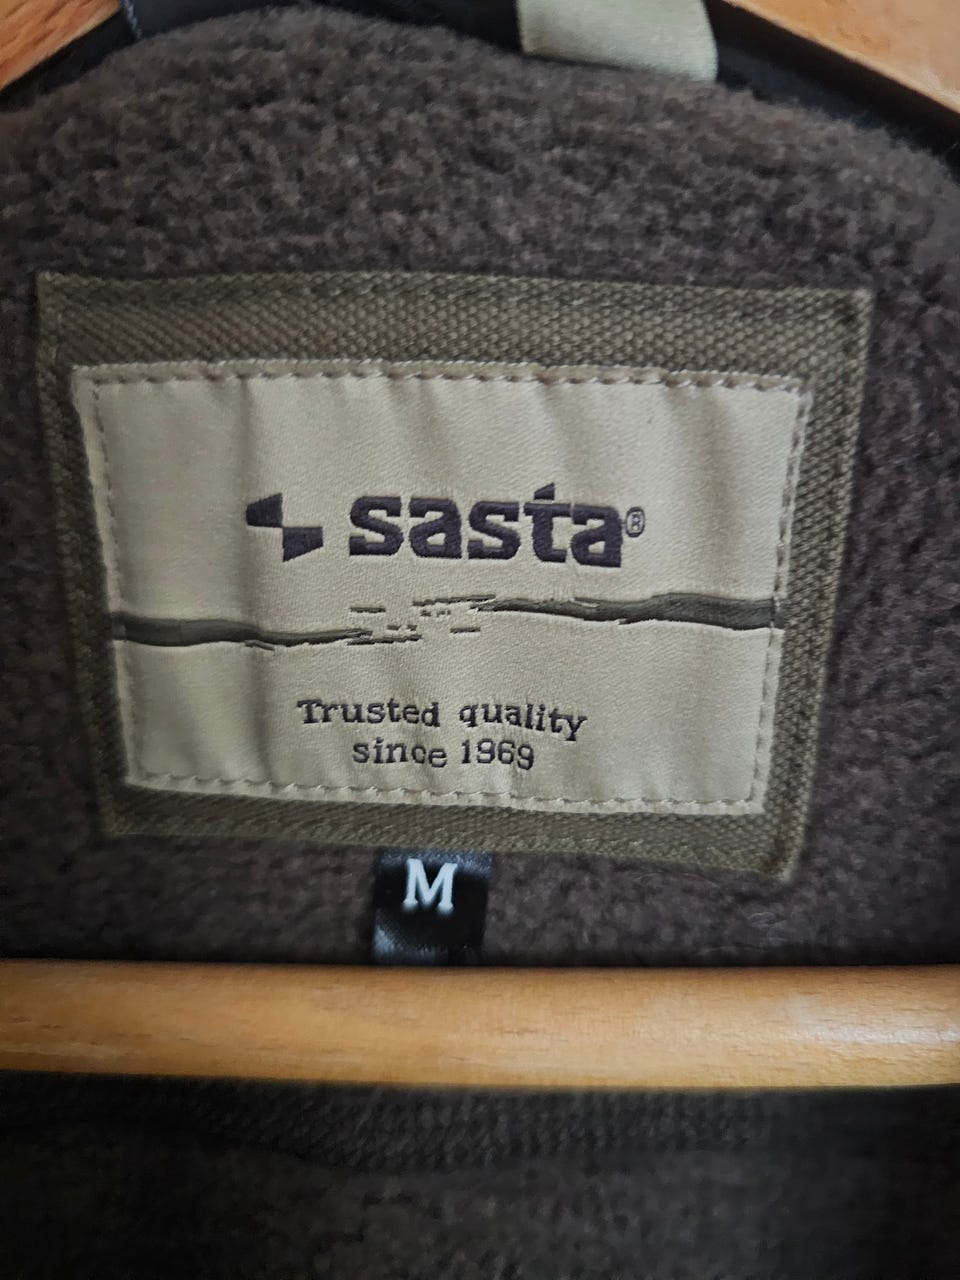 sasta®
Trusted quality
since 1969
M